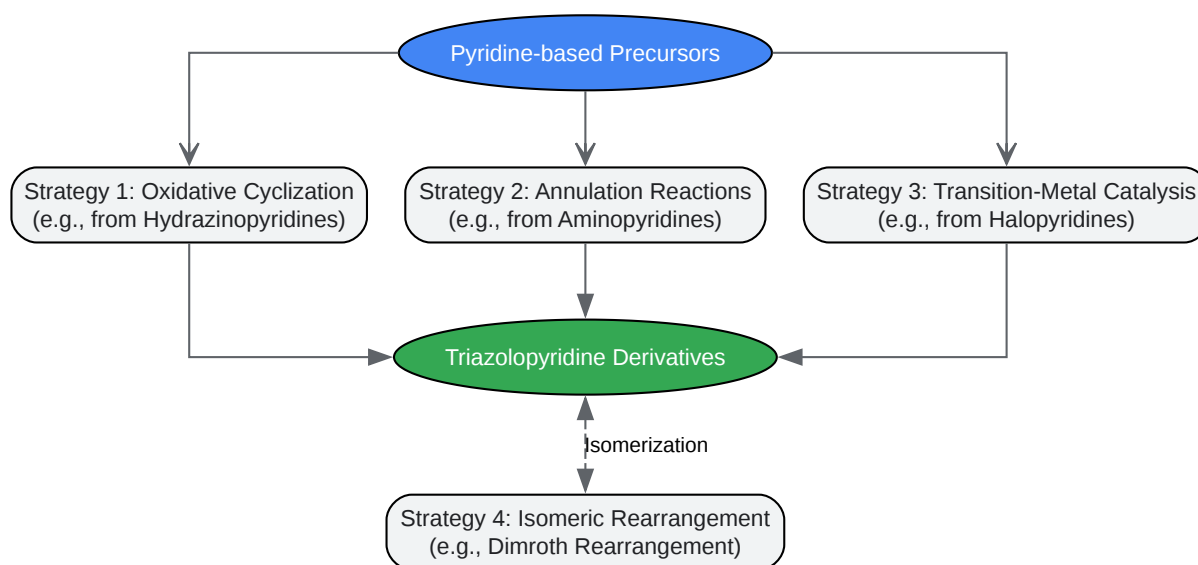 Pyridine-based Precursors
Strategy 1: Oxidative Cyclization
(e.g., from Hydrazinopyridines)
Strategy 2: Annulation Reactions
(e.g., from Aminopyridines)
Strategy 3: Transition-Metal Catalysis
(e.g., from Halopyridines)
Triazolopyridine Derivatives
Isomerization
Strategy 4: Isomeric Rearrangement
(e.g., Dimroth Rearrangement)